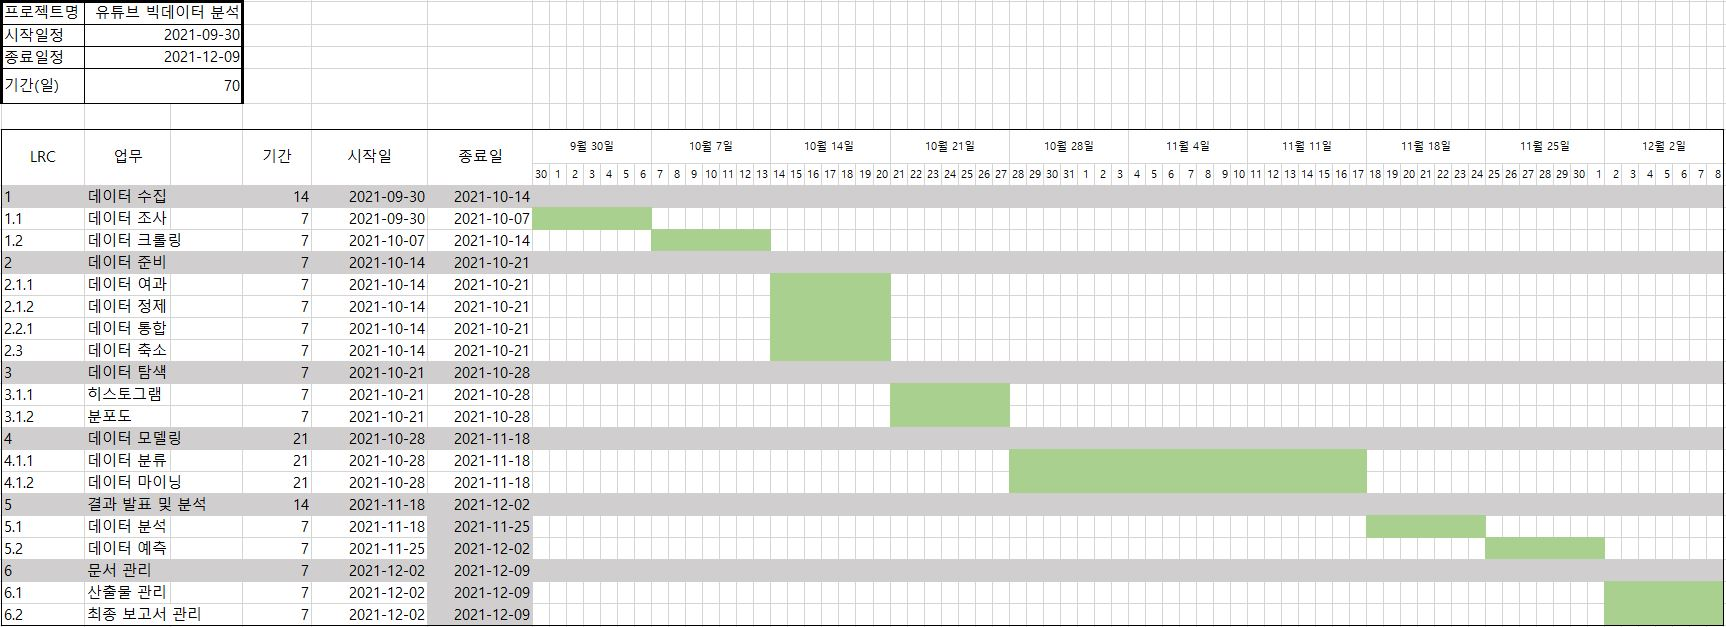 프로젝트명 유튜브 빅데이터 분석
시작일정 2021-09-30
종료일정 2021-12-09
기간(일) 70
LRC 업무 기간 시작일 종료일 9월 30일 10월 7일 10월 14일 10월 21일 10월 28일 11월 4일 11월 11일 11월 18일 11월 25일 12월 2일
30 1 2 3 4 5 6 7 8 9 10 11 12 13 14 15 16 17 18 19 20 21 22 23 24 25 26 27 28 29 30 31 1 2 3 4 5 6 7 8 9 10 11 12 13 14 15 16 17 18 19 20 21 22 23 24 25 26 27 28 29 30 1 2 3 4 5 6 7 8
1 데이터 수집 14 2021-09-30 2021-10-14
1.1 데이터 조사 7 2021-09-30 2021-10-07
1.2 데이터 크롤링 7 2021-10-07 2021-10-14
2 데이터 준비 7 2021-10-14 2021-10-21
2.1.1 데이터 여과 7 2021-10-14 2021-10-21
2.1.2 데이터 정제 7 2021-10-14 2021-10-21
2.2.1 데이터 통합 7 2021-10-14 2021-10-21
2.3 데이터 축소 7 2021-10-14 2021-10-21
3 데이터 탐색 7 2021-10-21 2021-10-28
3.1.1 히스토그램 7 2021-10-21 2021-10-28
3.1.2 분포도 7 2021-10-21 2021-10-28
4 데이터 모델링 21 2021-10-28 2021-11-18
4.1.1 데이터 분류 21 2021-10-28 2021-11-18
4.1.2 데이터 마이닝 21 2021-10-28 2021-11-18
5 결과 발표 및 분석 14 2021-11-18 2021-12-02
5.1 데이터 분석 7 2021-11-18 2021-11-25
5.2 데이터 예측 7 2021-11-25 2021-12-02
6 문서 관리 7 2021-12-02 2021-12-09
6.1 산출물 관리 7 2021-12-02 2021-12-09
6.2 최종 보고서 관리 7 2021-12-02 2021-12-09